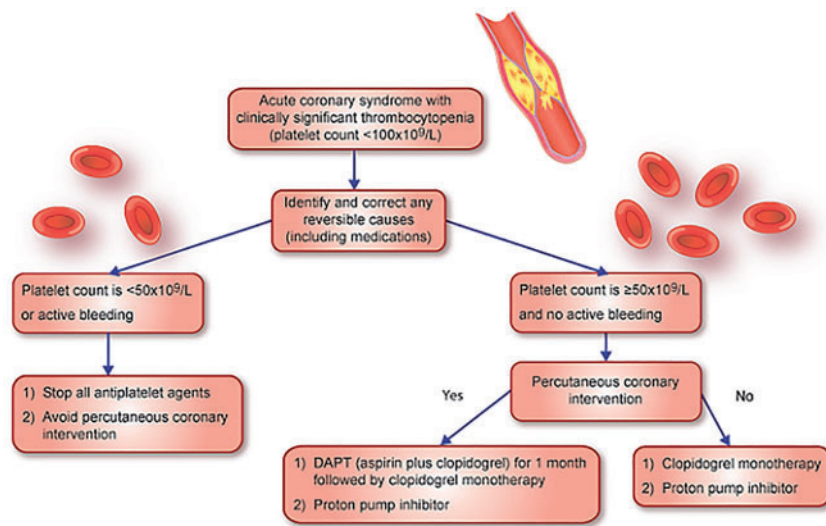 Acute coronary syndrome with
clinically significant thrombocytopenia
(platelet count <100x10⁹/L)
Identify and correct any
reversible causes
(including medications)
Platelet count is <50x10⁹/L
or active bleeding
Platelet count is ≥50x10⁹/L
and no active bleeding
1) Stop all antiplatelet agents
2) Avoid percutaneous coronary
intervention
Percutaneous coronary
intervention
Yes
No
1) DAPT (aspirin plus clopidogrel) for 1 month
followed by clopidogrel monotherapy
2) Proton pump inhibitor
1) Clopidogrel monotherapy
2) Proton pump inhibitor